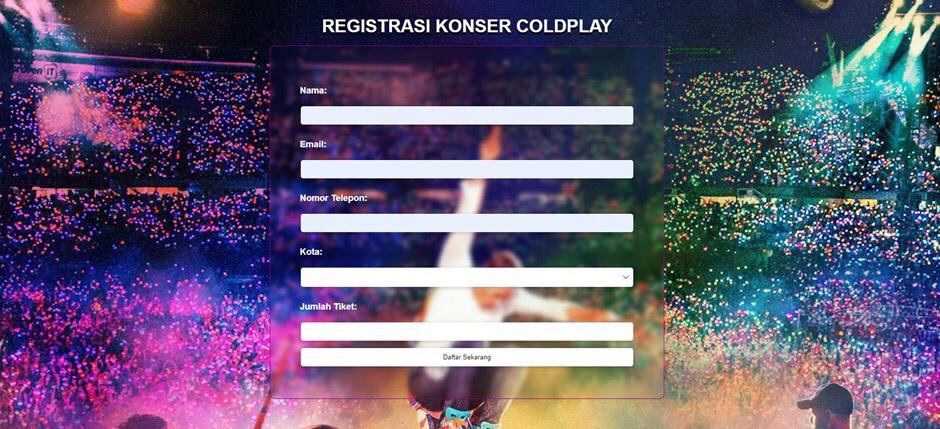 REGISTRASI KONSER COLDPLAY
Nama:
Email:
Nomor Telepon:
Kota:
Jumlah Tiket:
Daftar Sekarang